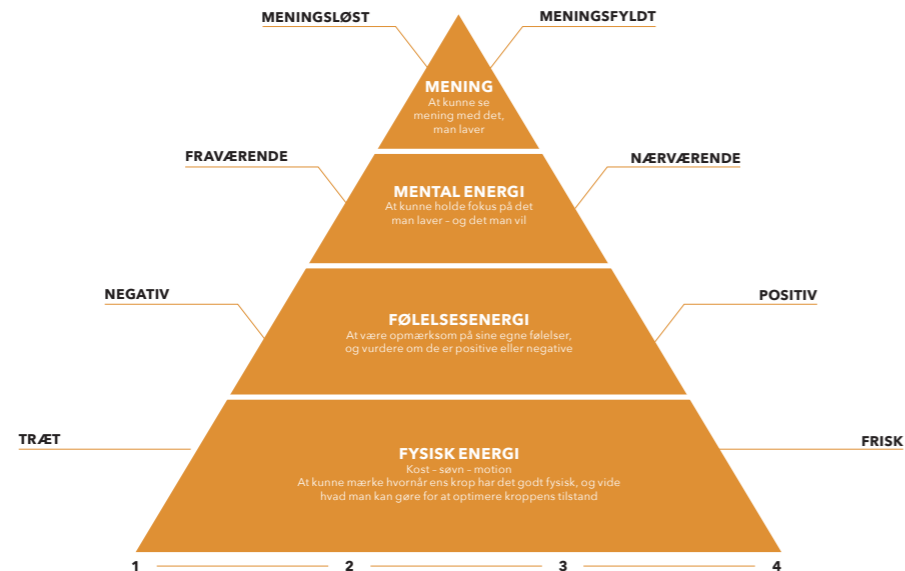 MENINGSLØST
MENINGSFYLDT
MENING
At kunne se
mening med det,
man laver
FRAVÆRENDE
NÆRVÆRENDE
MENTAL ENERGI
At kunne holde fokus på det
man laver – og det man vil
NEGATIV
POSITIV
FØLELSESENERGI
At være opmærksom på sine egne følelser,
og vurdere om de er positive eller negative
TRÆT
FRISK
FYSISK ENERGI
Kost – søvn – motion
At kunne mærke hvornår ens krop har det godt fysisk, og vide
hvad man kan gøre for at optimere kroppens tilstand
1 2 3 4